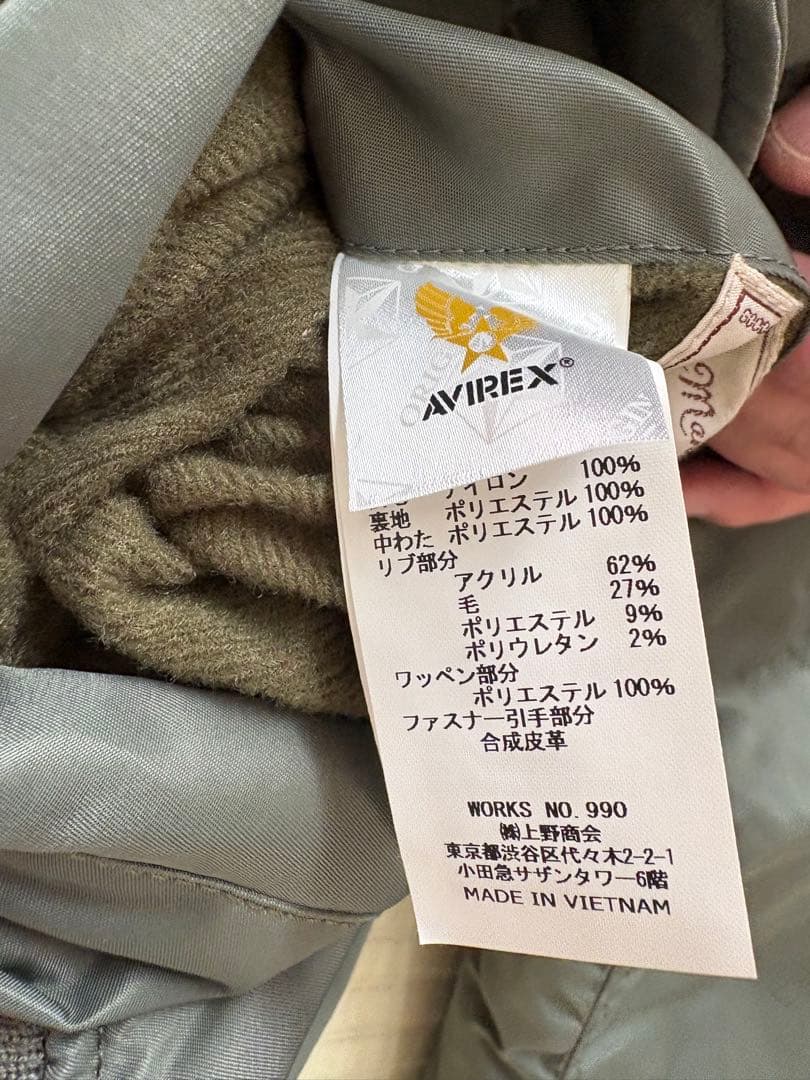 AVIREX®
ナイロン 100%
裏地 ポリエステル 100%
中わた ポリエステル 100%
リブ部分
アクリル 62%
毛 27%
ポリエステル 9%
ポリウレタン 2%
ワッペン部分
ポリエステル 100%
ファスナー引手部分
合成皮革
WORKS NO. 990
㈱上野商会
東京都渋谷区代々木2-2-1
小田急サザンタワー6階
MADE IN VIETNAM